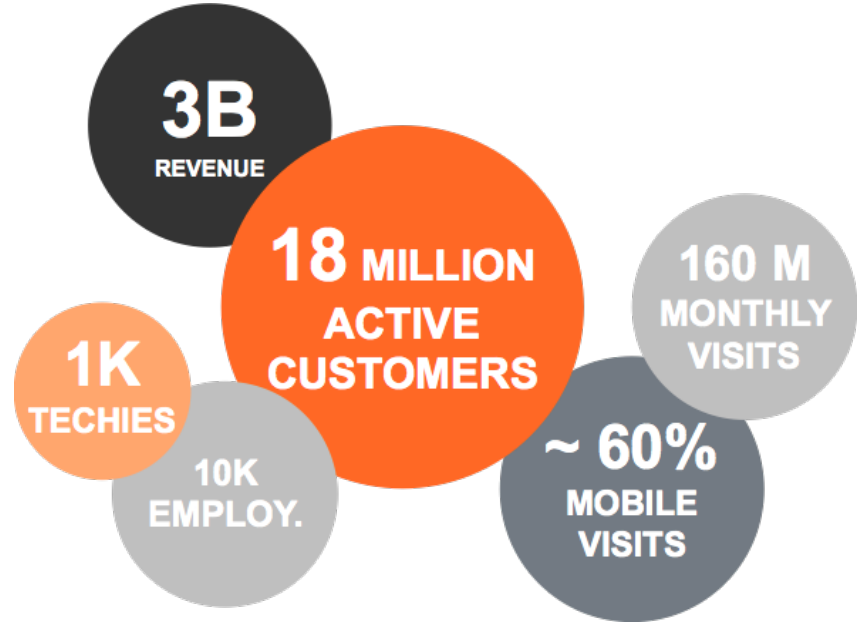 3B
REVENUE
18 MILLION
ACTIVE
CUSTOMERS
160 M
MONTHLY
VISITS
1K
TECHIES
10K
EMPLOY.
~ 60%
MOBILE
VISITS